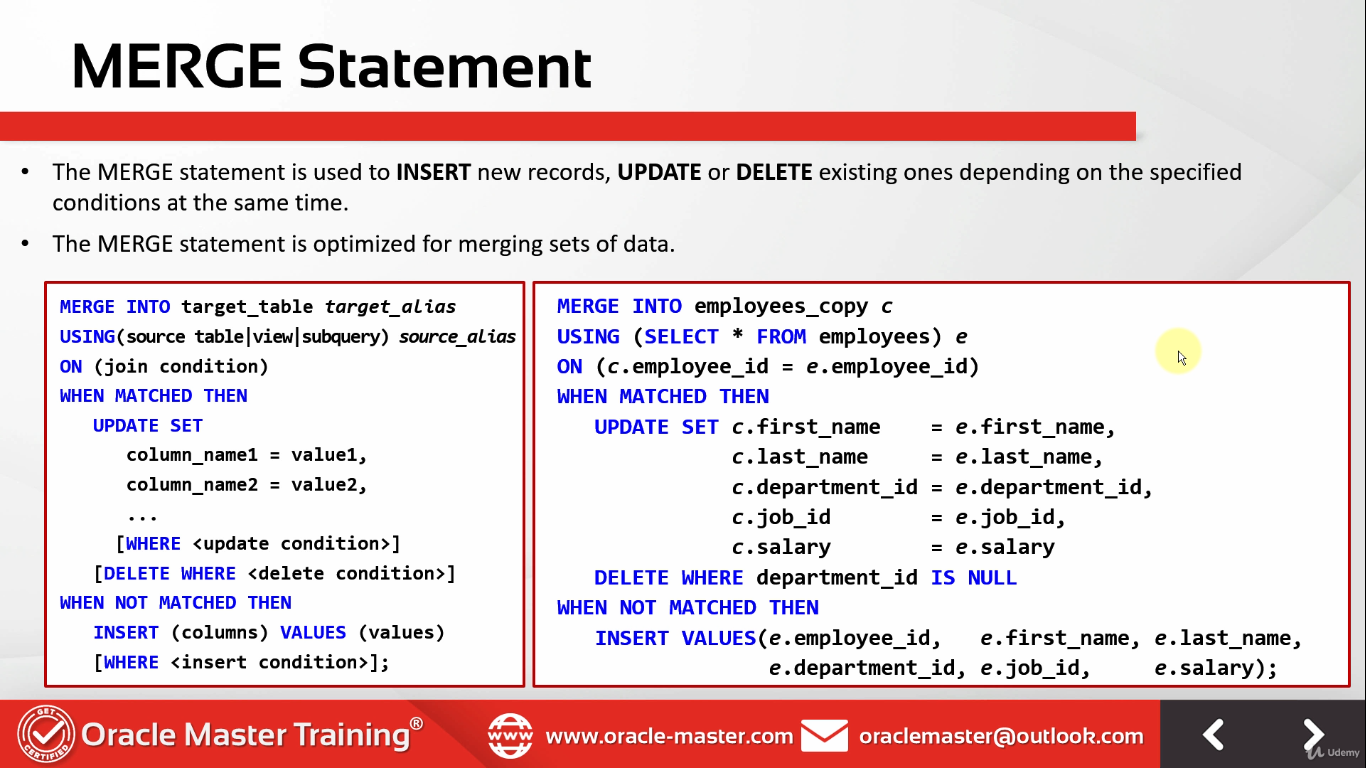 MERGE Statement
• The MERGE statement is used to INSERT new records, UPDATE or DELETE existing ones depending on the specified
conditions at the same time.
• The MERGE statement is optimized for merging sets of data.
MERGE INTO target_table target_alias
USING(source table|view|subquery) source_alias
ON (join condition)
WHEN MATCHED THEN
UPDATE SET
column_name1 = value1,
column_name2 = value2,
...
[WHERE <update condition>]
[DELETE WHERE <delete condition>]
WHEN NOT MATCHED THEN
INSERT (columns) VALUES (values)
[WHERE <insert condition>];
MERGE INTO employees_copy c
USING (SELECT * FROM employees) e
ON (c.employee_id = e.employee_id)
WHEN MATCHED THEN
UPDATE SET c.first_name = e.first_name,
c.last_name = e.last_name,
c.department_id = e.department_id,
c.job_id = e.job_id,
c.salary = e.salary
DELETE WHERE department_id IS NULL
WHEN NOT MATCHED THEN
INSERT VALUES(e.employee_id, e.first_name, e.last_name,
e.department_id, e.job_id, e.salary);
GET
CERTIFIED
Oracle Master Training®
www
www.oracle-master.com
oraclemaster@outlook.com
Udemy